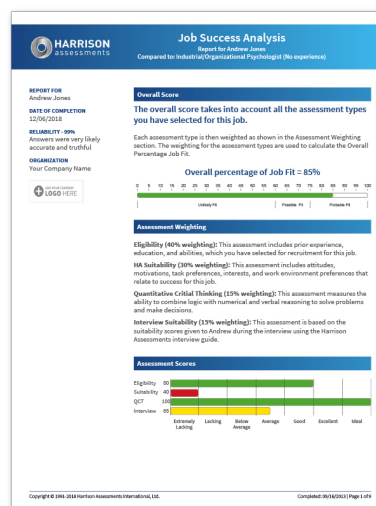 HARRISON
assessments
Job Success Analysis
Report for Andrew Jones
Compared to: Industrial/Organizational Psychologist (No experience)
REPORT FOR
Andrew Jones
DATE OF COMPLETION
12/06/2018
RELIABILITY - 99%
Answers were very likely
accurate and truthful
ORGANIZATION
Your Company Name
ADD YOUR COMPANY
LOGO HERE
Overall Score
The overall score takes into account all the assessment types
you have selected for this job.
Each assessment type is then weighted as shown in the Assessment Weighting
section. The weighting for the assessment types are used to calculate the Overall
Percentage Job Fit.
Overall percentage of Job Fit = 85%
0 5 10 15 20 25 30 35 40 45 50 55 60 65 70 75 80 85 90 95 100
Unlikely Fit Possible Fit Probable Fit
Assessment Weighting
Eligibility (40% weighting): This assessment includes prior experience,
education, and abilities, which you have selected for recruitment for this job.
HA Suitability (30% weighting): This assessment includes attitudes,
motivations, task preferences, interests, and work environment preferences that
relate to success for this job.
Quantitative Critial Thinking (15% weighting): This assessment measures the
ability to combine logic with numerical and verbal reasoning to solve problems
and make decisions.
Interview Suitability (15% weighting): This assessment is based on the
suitability scores given to Andrew during the interview using the Harrison
Assessments interview guide.
Assessment Scores
Eligibility 80
Suitability 40
QCT 100
Interview 65
Extremely Lacking Lacking Below Average Average Good Excellent Ideal
Copyright © 1991-2018 Harrison Assessments International, Ltd. Completed: 09/16/2013 | Page 1 of 9